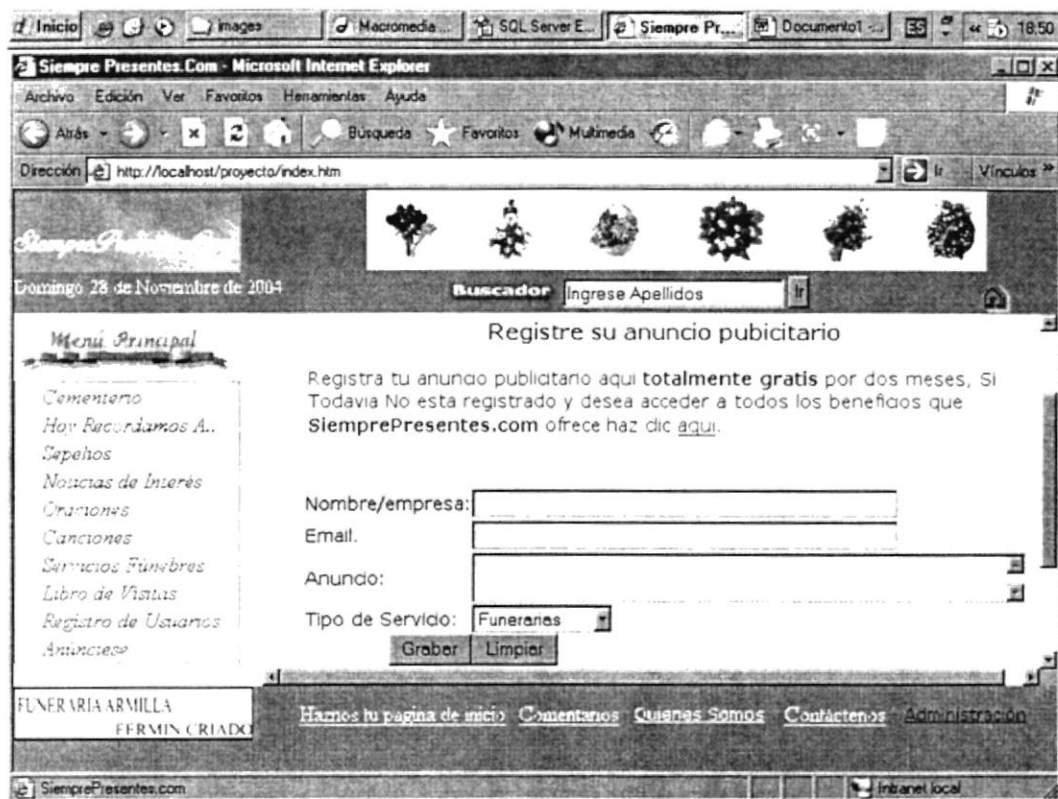 Inicio images Macromedia ... SQL Server E... Siempre Pr... Documento1 - ... ES « 18:50
Siempre Presentes.Com - Microsoft Internet Explorer
Archivo Edición Ver Favoritos Herramientas Ayuda
Atrás Búsqueda Favoritos Multimedia
Dirección http://localhost/proyecto/index.htm Ir Vínculos »
Domingo 28 de Noviembre de 2004
Buscador Ingrese Apellidos Ir
Menú Principal
Cementerio
Hoy Recordamos A..
Sepelios
Noticias de Interés
Oraciones
Canciones
Servicios Fúnebres
Libro de Visitas
Registro de Usuarios
Anúnciese
Registre su anuncio pubicitario
Registra tu anuncio publicitario aqui totalmente gratis por dos meses, Si
Todavia No esta registrado y desea acceder a todos los beneficios que
SiemprePresentes.com ofrece haz clic aqui.
Nombre/empresa:
Email.
Anuncio:
Tipo de Servicio: Funerarias
Grabar Limpiar
FUNERARIA ARMILLA
FERMIN CRIADO
Haznos tu pagina de inicio Comentarios Quienes Somos Contáctenos Administración
SiemprePresentes.com Intranet local